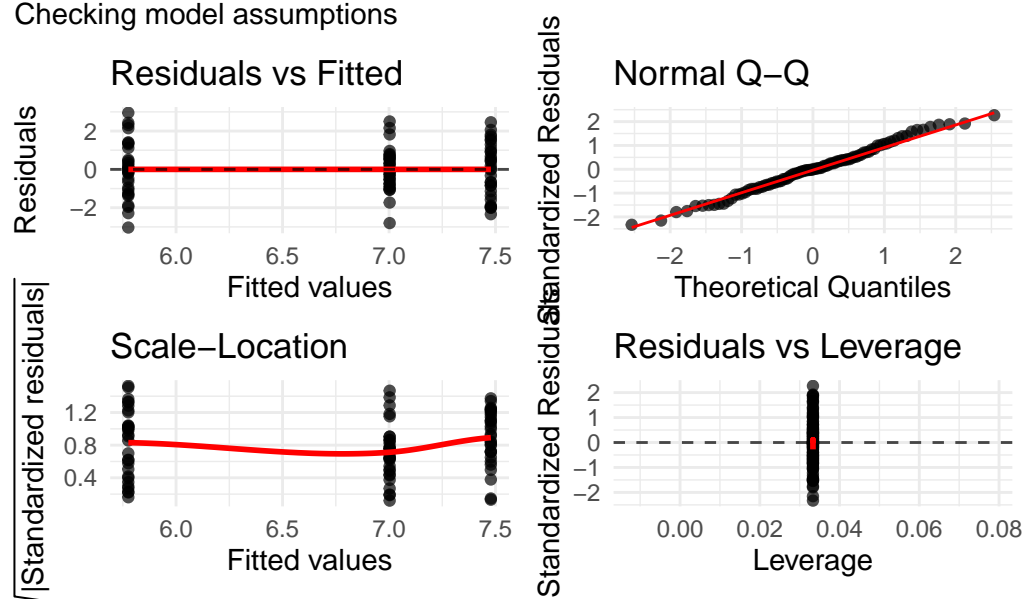 Checking model assumptions
Residuals vs Fitted
Residuals
2
0
−2
6.0 6.5 7.0 7.5
Fitted values
Normal Q−Q
Standardized Residuals
2
1
0
−1
−2
−2 −1 0 1 2
Theoretical Quantiles
Scale−Location
√|Standardized residuals|
1.2
0.8
0.4
6.0 6.5 7.0 7.5
Fitted values
Residuals vs Leverage
Standardized Residuals
2
1
0
−1
−2
0.00 0.02 0.04 0.06 0.08
Leverage